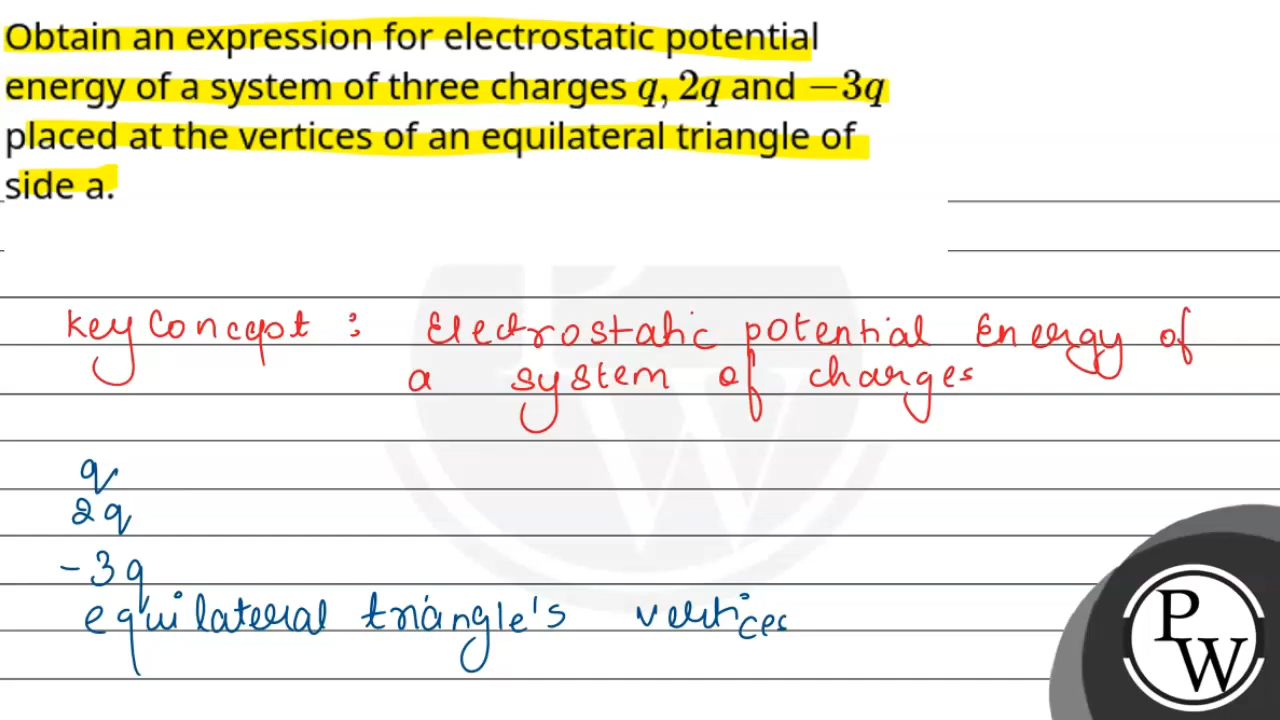 Obtain an expression for electrostatic potential
energy of a system of three charges q, 2q and −3q
placed at the vertices of an equilateral triangle of
side a.
Key Concept : Electrostatic potential Energy of
a system of charges
q
2q
-3q
equilateral triangle's vertices
PW